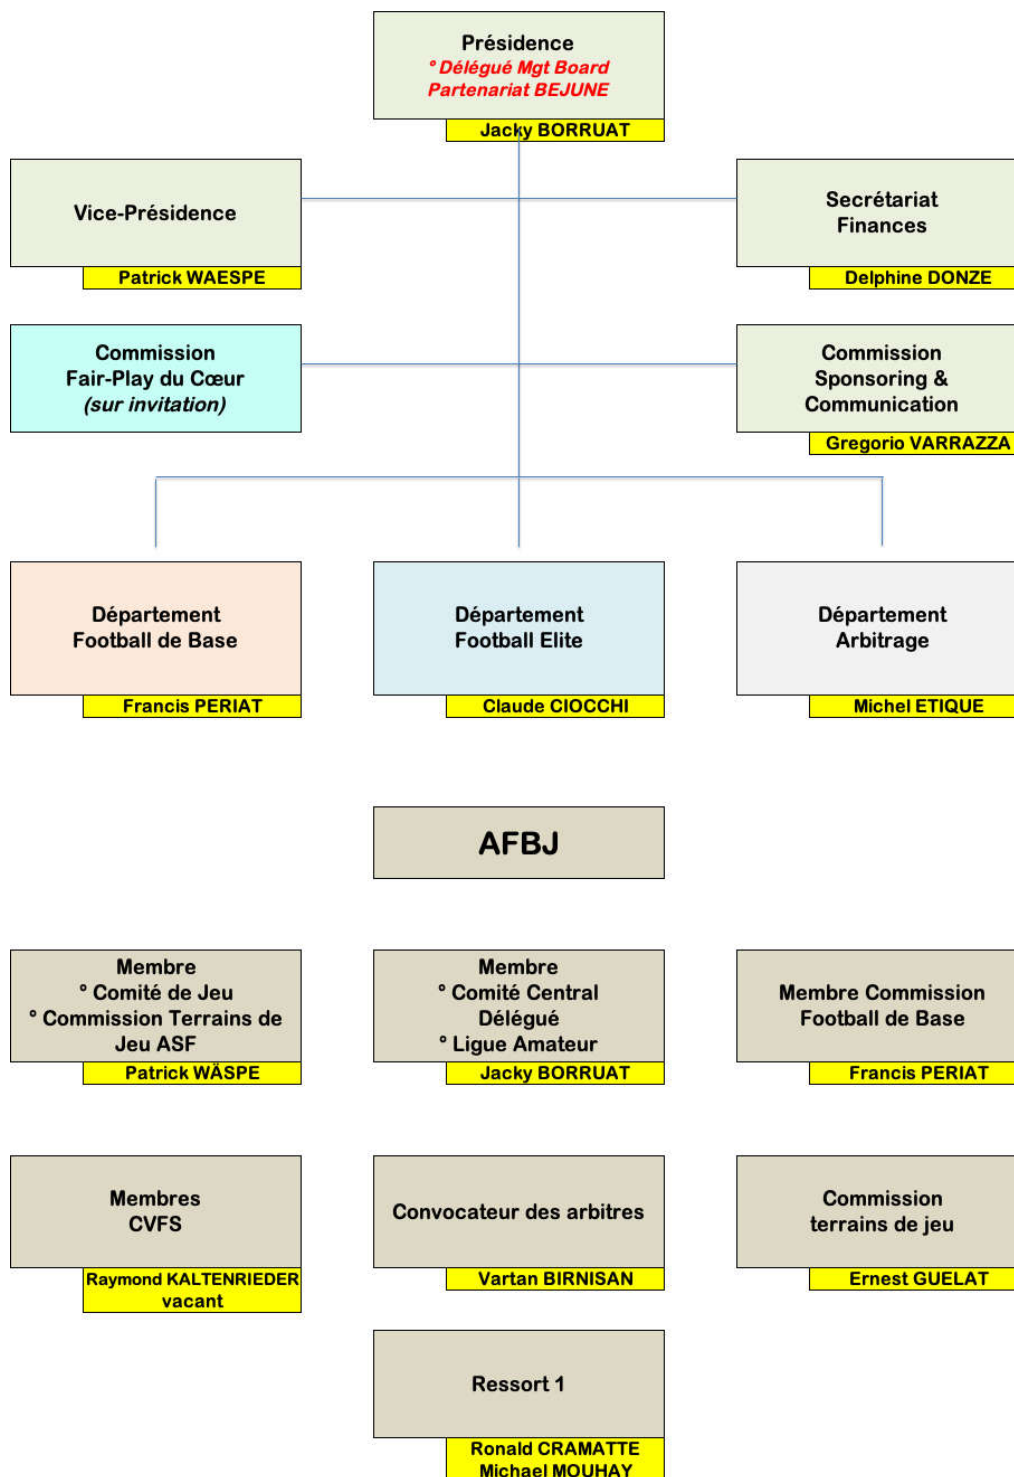 Présidence
° Délégué Mgt Board
Partenariat BEJUNE
Jacky BORRUAT
Vice-Présidence
Patrick WAESPE
Secrétariat
Finances
Delphine DONZE
Commission
Fair-Play du Cœur
(sur invitation)
Commission
Sponsoring &
Communication
Gregorio VARRAZZA
Département
Football de Base
Francis PERIAT
Département
Football Elite
Claude CIOCCHI
Département
Arbitrage
Michel ETIQUE
AFBJ
Membre
° Comité de Jeu
° Commission Terrains de
Jeu ASF
Patrick WÄSPE
Membre
° Comité Central
Délégué
° Ligue Amateur
Jacky BORRUAT
Membre Commission
Football de Base
Francis PERIAT
Membres
CVFS
Raymond KALTENRIEDER
vacant
Convocateur des arbitres
Vartan BIRNISAN
Commission
terrains de jeu
Ernest GUELAT
Ressort 1
Ronald CRAMATTE
Michael MOUHAY